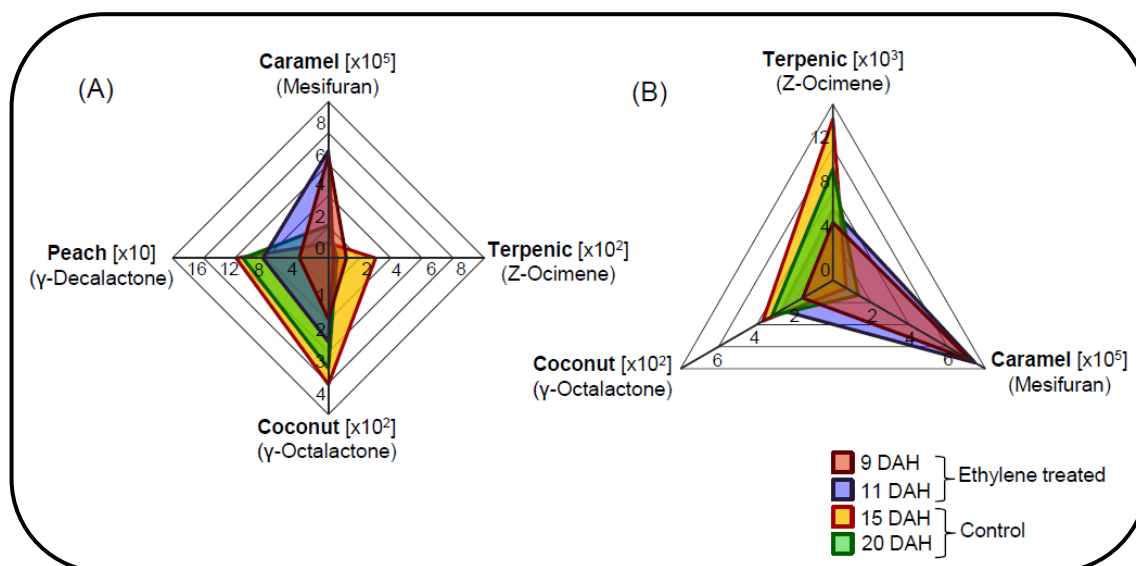 (A)
Caramel [x10⁵]
(Mesifuran)
8
6
4
2
0
Peach [x10]
(γ-Decalactone)
16 12 8 4
2 4 6 8
Terpenic [x10²]
(Z-Ocimene)
2
3
4
Coconut [x10²]
(γ-Octalactone)
(B)
Terpenic [x10³]
(Z-Ocimene)
12
8
4
0
2
4
6
Coconut [x10²]
(γ-Octalactone)
2
4
6
Caramel [x10⁵]
(Mesifuran)
9 DAH
11 DAH
Ethylene treated
15 DAH
20 DAH
Control